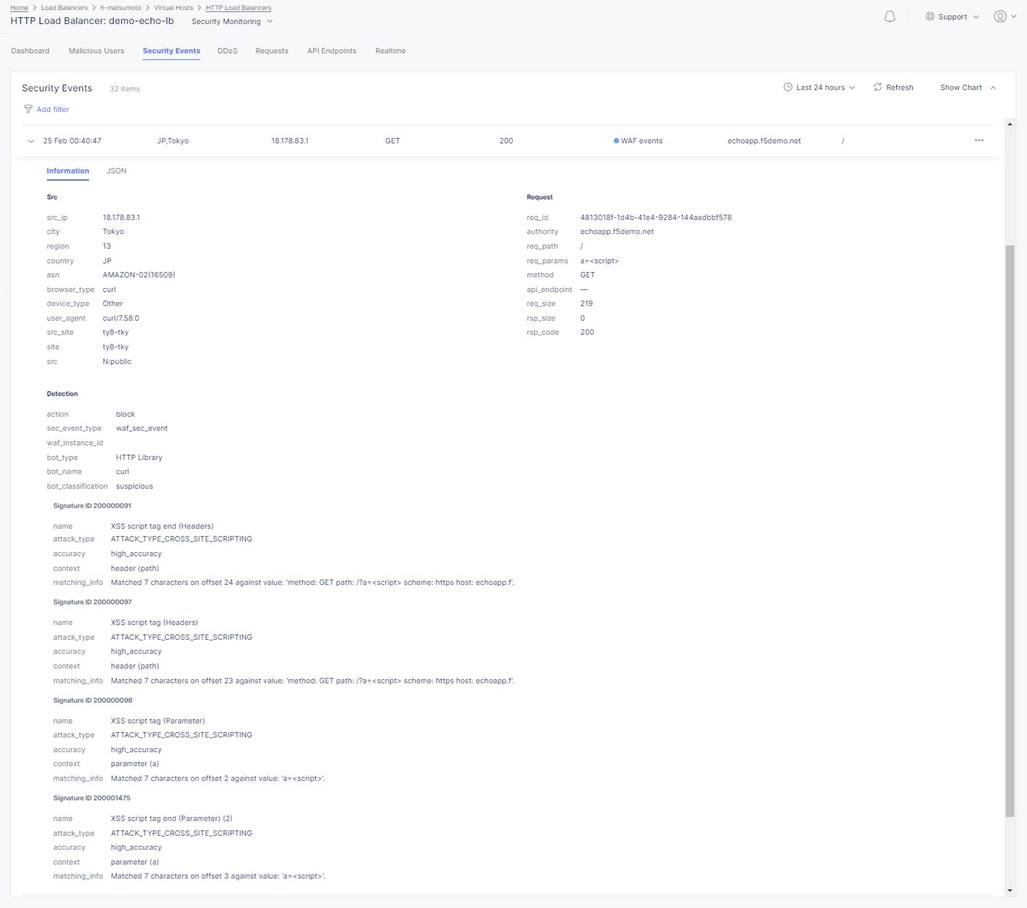 Home > Load Balancers > h-matsumoto > Virtual Hosts > HTTP Load Balancers
HTTP Load Balancer: demo-echo-lb Security Monitoring
Support
Dashboard Malicious Users Security Events DDoS Requests API Endpoints Realtime
Security Events 32 items Last 24 hours Refresh Show Chart
Add filter
25 Feb 00:40:47 JP,Tokyo 18.178.83.1 GET 200 WAF events echoapp.f5demo.net / ···
Information JSON
Src
src_ip 18.178.83.1
city Tokyo
region 13
country JP
asn AMAZON-02(16509)
browser_type curl
device_type Other
user_agent curl/7.58.0
src_site ty8-tky
site ty8-tky
src N:public
Request
req_id 4813018f-1d4b-41e4-9284-144aadbbf578
authority echoapp.f5demo.net
req_path /
req_params a=<script>
method GET
api_endpoint —
req_size 219
rsp_size 0
rsp_code 200
Detection
action block
sec_event_type waf_sec_event
waf_instance_id
bot_type HTTP Library
bot_name curl
bot_classification suspicious
Signature ID 200000091
name XSS script tag end (Headers)
attack_type ATTACK_TYPE_CROSS_SITE_SCRIPTING
accuracy high_accuracy
context header (path)
matching_info Matched 7 characters on offset 24 against value: 'method: GET path: /?a=<script> scheme: https host: echoapp.f'.
Signature ID 200000097
name XSS script tag (Headers)
attack_type ATTACK_TYPE_CROSS_SITE_SCRIPTING
accuracy high_accuracy
context header (path)
matching_info Matched 7 characters on offset 23 against value: 'method: GET path: /?a=<script> scheme: https host: echoapp.f'.
Signature ID 200000098
name XSS script tag (Parameter)
attack_type ATTACK_TYPE_CROSS_SITE_SCRIPTING
accuracy high_accuracy
context parameter (a)
matching_info Matched 7 characters on offset 2 against value: 'a=<script>'.
Signature ID 200001475
name XSS script tag end (Parameter) (2)
attack_type ATTACK_TYPE_CROSS_SITE_SCRIPTING
accuracy high_accuracy
context parameter (a)
matching_info Matched 7 characters on offset 3 against value: 'a=<script>'.